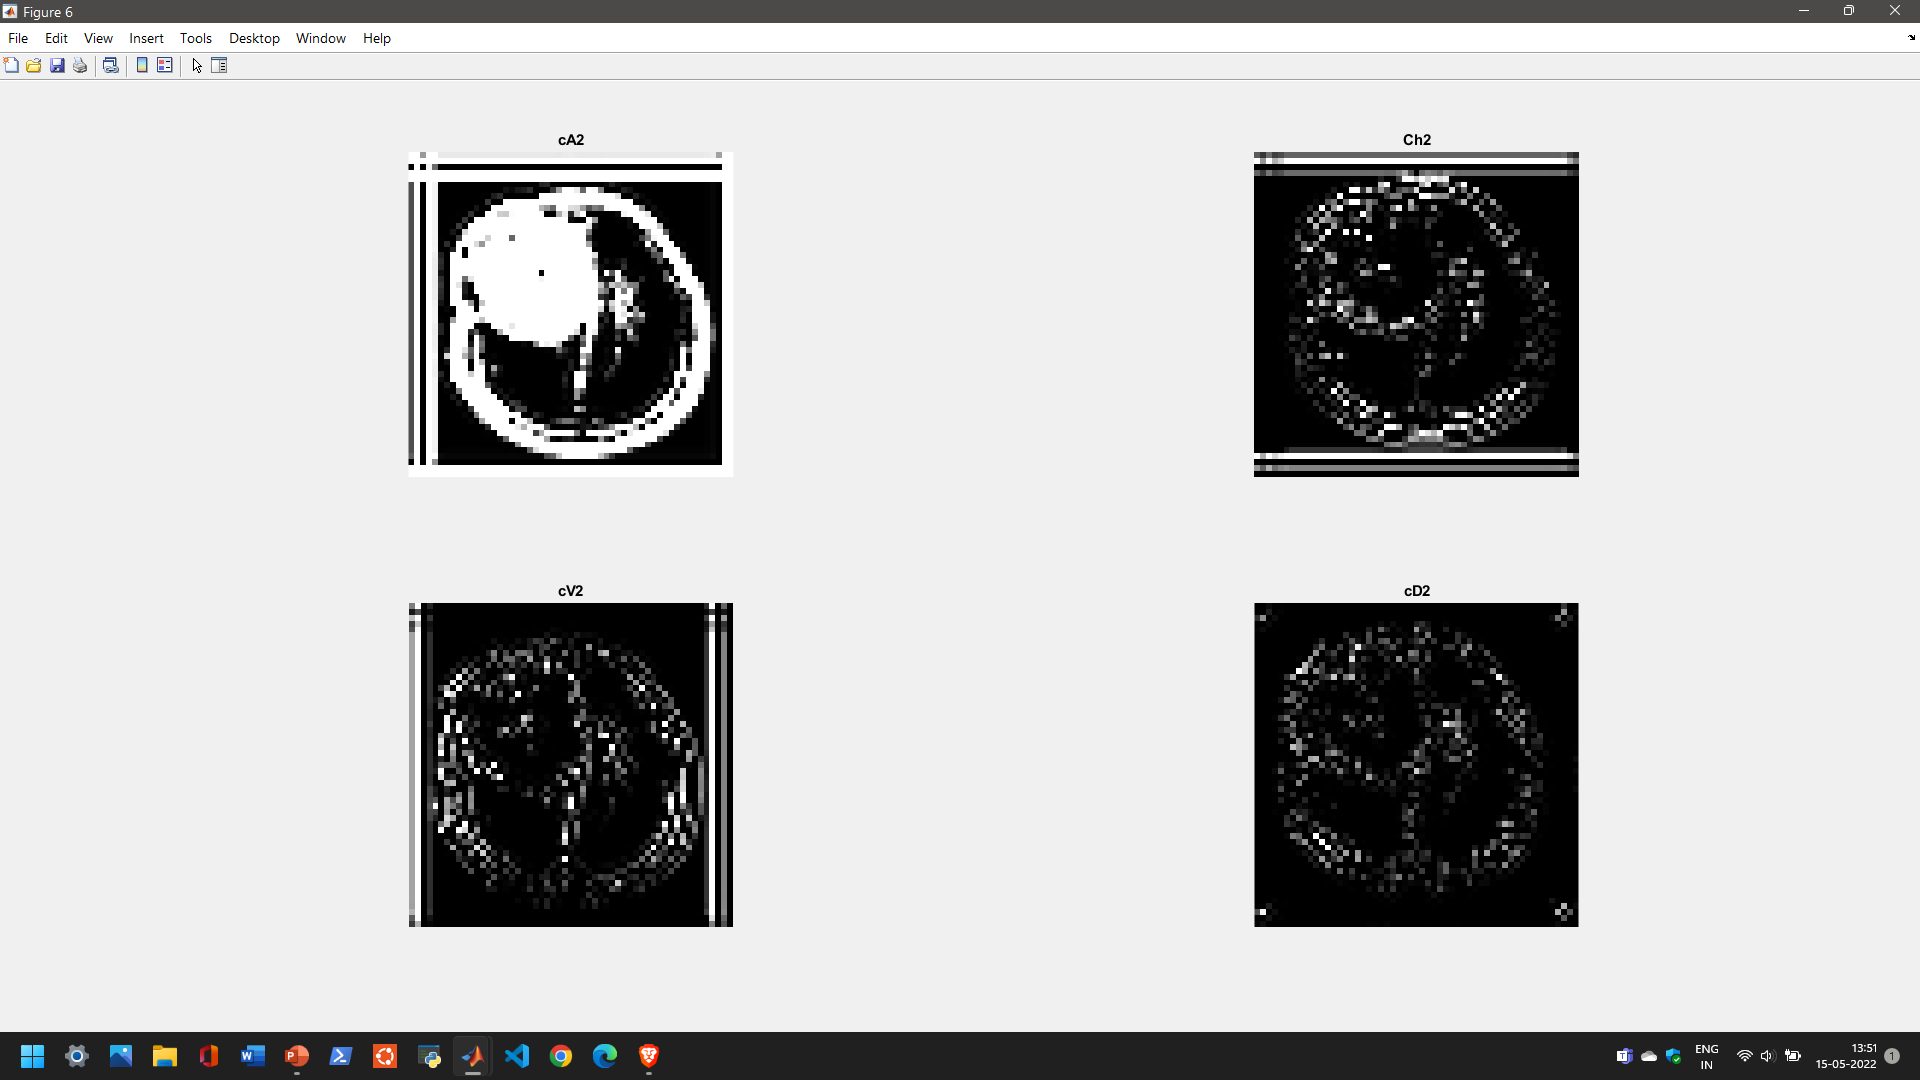 Figure 6
File Edit View Insert Tools Desktop Window Help
cA2
Ch2
cV2
cD2
ENG
IN
13:51
15-05-2022
1